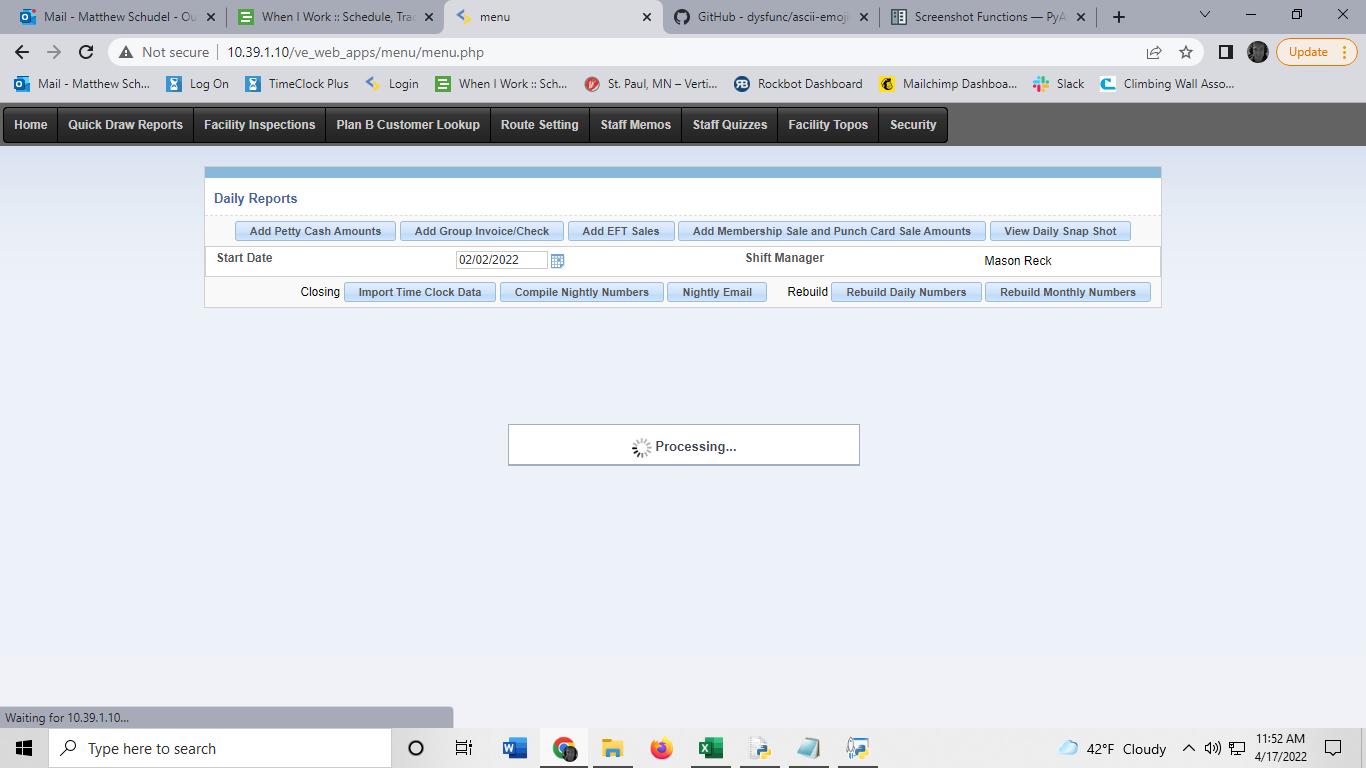 Mail - Matthew Schudel - Ou
When I Work :: Schedule, Trac
menu
GitHub - dysfunc/ascii-emoji
Screenshot Functions — PyA
Not secure
10.39.1.10/ve_web_apps/menu/menu.php
Update
Mail - Matthew Sch...
Log On
TimeClock Plus
Login
When I Work :: Sch...
St. Paul, MN – Verti...
Rockbot Dashboard
Mailchimp Dashboa...
Slack
Climbing Wall Asso...
Home
Quick Draw Reports
Facility Inspections
Plan B Customer Lookup
Route Setting
Staff Memos
Staff Quizzes
Facility Topos
Security
Daily Reports
Add Petty Cash Amounts
Add Group Invoice/Check
Add EFT Sales
Add Membership Sale and Punch Card Sale Amounts
View Daily Snap Shot
Start Date
02/02/2022
Shift Manager
Mason Reck
Closing
Import Time Clock Data
Compile Nightly Numbers
Nightly Email
Rebuild
Rebuild Daily Numbers
Rebuild Monthly Numbers
Processing...
Waiting for 10.39.1.10...
Type here to search
42°F Cloudy
11:52 AM
4/17/2022